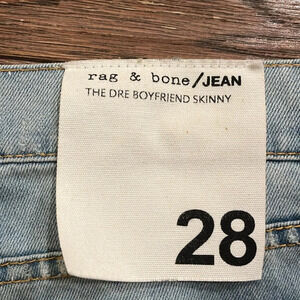 rag & bone/JEAN
THE DRE BOYFRIEND SKINNY
28